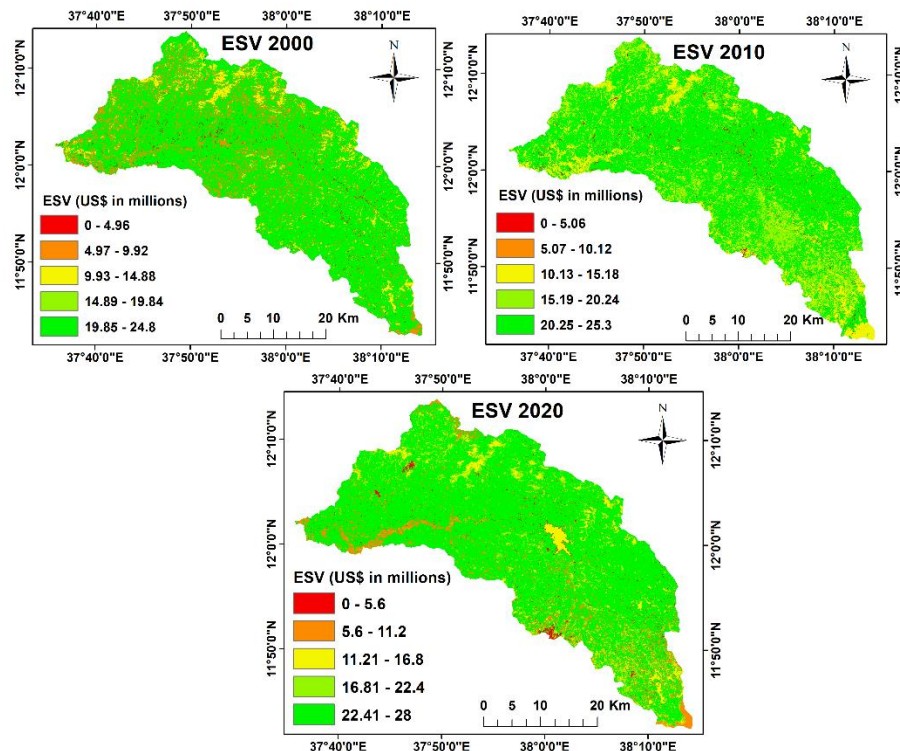 37°40'0"E 37°50'0"E 38°0'0"E 38°10'0"E
ESV 2000
N
12°10'0"N
12°0'0"N
11°50'0"N
12°10'0"N
12°0'0"N
11°50'0"N
ESV (US$ in millions)
0 - 4.96
4.97 - 9.92
9.93 - 14.88
14.89 - 19.84
19.85 - 24.8
0 5 10 20 Km
37°40'0"E 37°50'0"E 38°0'0"E 38°10'0"E
37°40'0"E 37°50'0"E 38°0'0"E 38°10'0"E
ESV 2010
N
12°10'0"N
12°0'0"N
11°50'0"N
ESV (US$ in millions)
0 - 5.06
5.07 - 10.12
10.13 - 15.18
15.19 - 20.24
20.25 - 25.3
0 5 10 20 Km
37°40'0"E 37°50'0"E 38°0'0"E 38°10'0"E
37°40'0"E 37°50'0"E 38°0'0"E 38°10'0"E
ESV 2020
N
12°10'0"N
12°0'0"N
11°50'0"N
12°10'0"N
12°0'0"N
11°50'0"N
ESV (US$ in millions)
0 - 5.6
5.6 - 11.2
11.21 - 16.8
16.81 - 22.4
22.41 - 28
0 5 10 20 Km
37°40'0"E 37°50'0"E 38°0'0"E 38°10'0"E